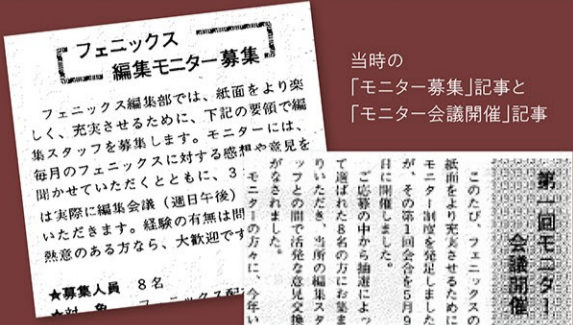 フェニックス
編集モニター募集
フェニックス編集部では、紙面をより楽
しく、充実させるために、下記の要領で編
集スタッフを募集します。モニターには、
毎月のフェニックスに対する感想や意見を
聞かせていただくとともに、3
は実際に編集会議(週日午後)
いただきます。経験の有無は問
熱意のある方なら、大歓迎です
★募集人員 8名
★対 象 フェニックス配
当時の
「モニター募集」記事と
「モニター会議開催」記事
第一回モニター
会議開催
このたび、フェニックスの
紙面をより充実させるために
モニター制度を発足しました
が、その第1回会合を5月9
日に開催しました。
ご応募の中から抽選によっ
て選ばれた8名の方にお集ま
りいただき、当所の編集スタ
ッフとの間で活発な意見交換
がなされました。
モニターの方々に、今年い